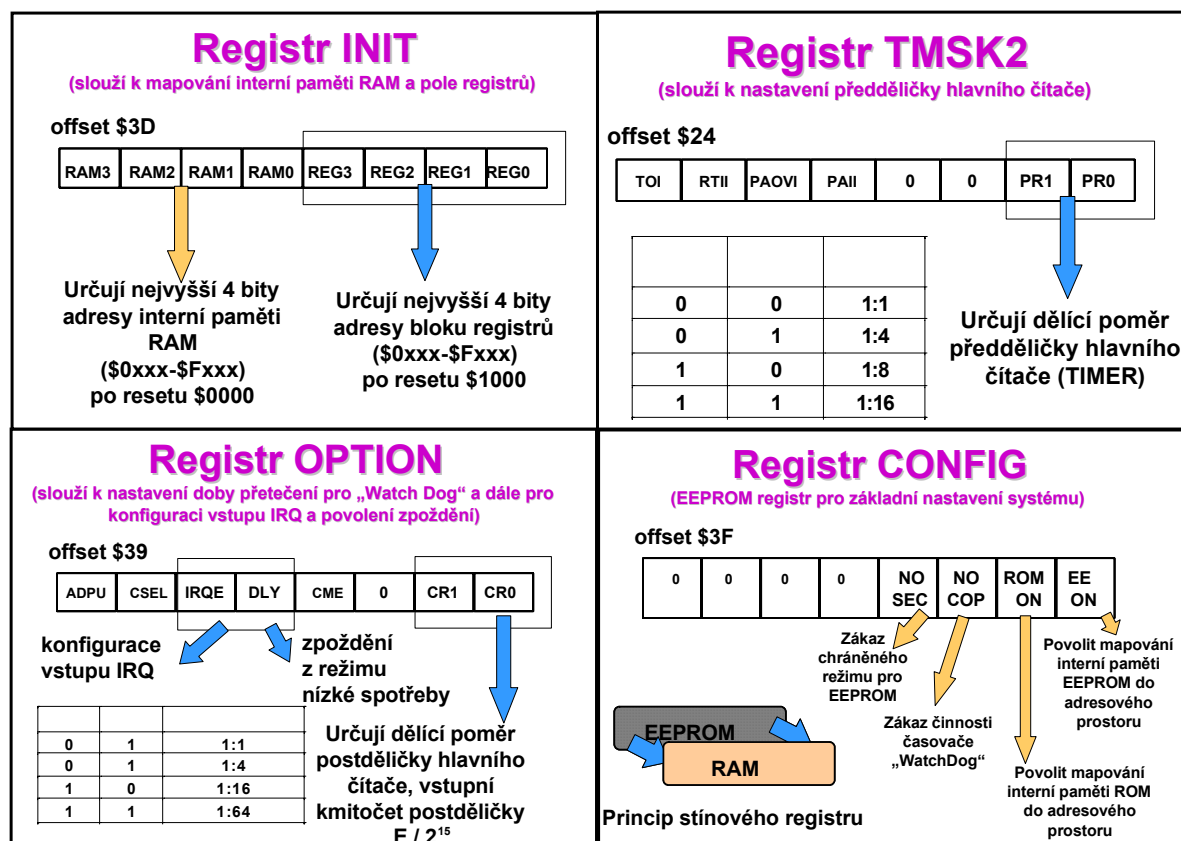 Registr INIT
(slouží k mapování interní paměti RAM a pole registrů)
offset $3D
RAM3 RAM2 RAM1 RAM0 REG3 REG2 REG1 REG0
Určují nejvyšší 4 bity
adresy interní paměti
RAM
($0xxx-$Fxxx)
po resetu $0000
Určují nejvyšší 4 bity
adresy bloku registrů
($0xxx-$Fxxx)
po resetu $1000
Registr TMSK2
(slouží k nastavení předděličky hlavního čítače)
offset $24
TOI RTII PAOVI PAII 0 0 PR1 PR0
0 0 1:1
0 1 1:4
1 0 1:8
1 1 1:16
Určují dělící poměr
předděličky hlavního
čítače (TIMER)
Registr OPTION
(slouží k nastavení doby přetečení pro „Watch Dog“ a dále pro
konfiguraci vstupu IRQ a povolení zpoždění)
offset $39
ADPU CSEL IRQE DLY CME 0 CR1 CR0
konfigurace
vstupu IRQ
zpoždění
z režimu
nízké spotřeby
0 1 1:1
0 1 1:4
1 0 1:16
1 1 1:64
Určují dělící poměr
postděličky hlavního
čítače, vstupní
kmitočet postděličky
E / 2¹⁵
Registr CONFIG
(EEPROM registr pro základní nastavení systému)
offset $3F
0 0 0 0 NO NO ROM EE
SEC COP ON ON
Zákaz
chráněného
režimu pro
EEPROM
Zákaz činnosti
časovače
„WatchDog“
Povolit mapování
interní paměti
EEPROM do
adresového
prostoru
Povolit mapování
interní paměti ROM
do adresového
prostoru
EEPROM
RAM
Princip stínového registru